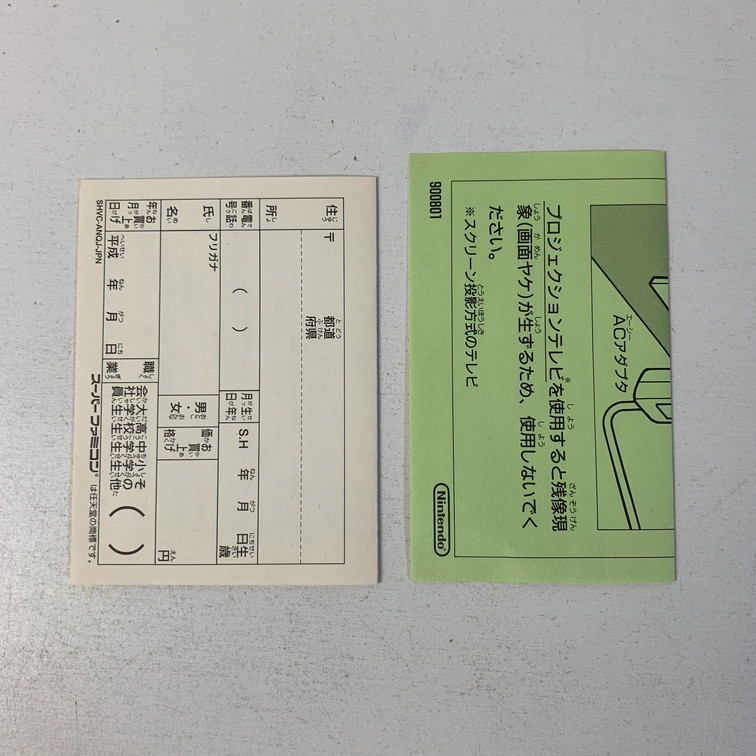 住所 〒 都道府県
電話番号 ( ) 生年月日 S.H 年 月 日生 歳
フリガナ
氏名 男・女 お買上げ価格 円
お買い上げ年月日 平成 年 月 日 職業 会社員 大学生 高校生 中学生 小学生 その他 ( )
SHVC-ANQJ-JPN
スーパーファミコン® は任天堂の商標です。
ACアダプタ
プロジェクションテレビ※を使用すると残像現
象(画面ヤケ)が生ずるため、使用しないでく
ださい。
※スクリーン投影方式のテレビ
900801
Nintendo